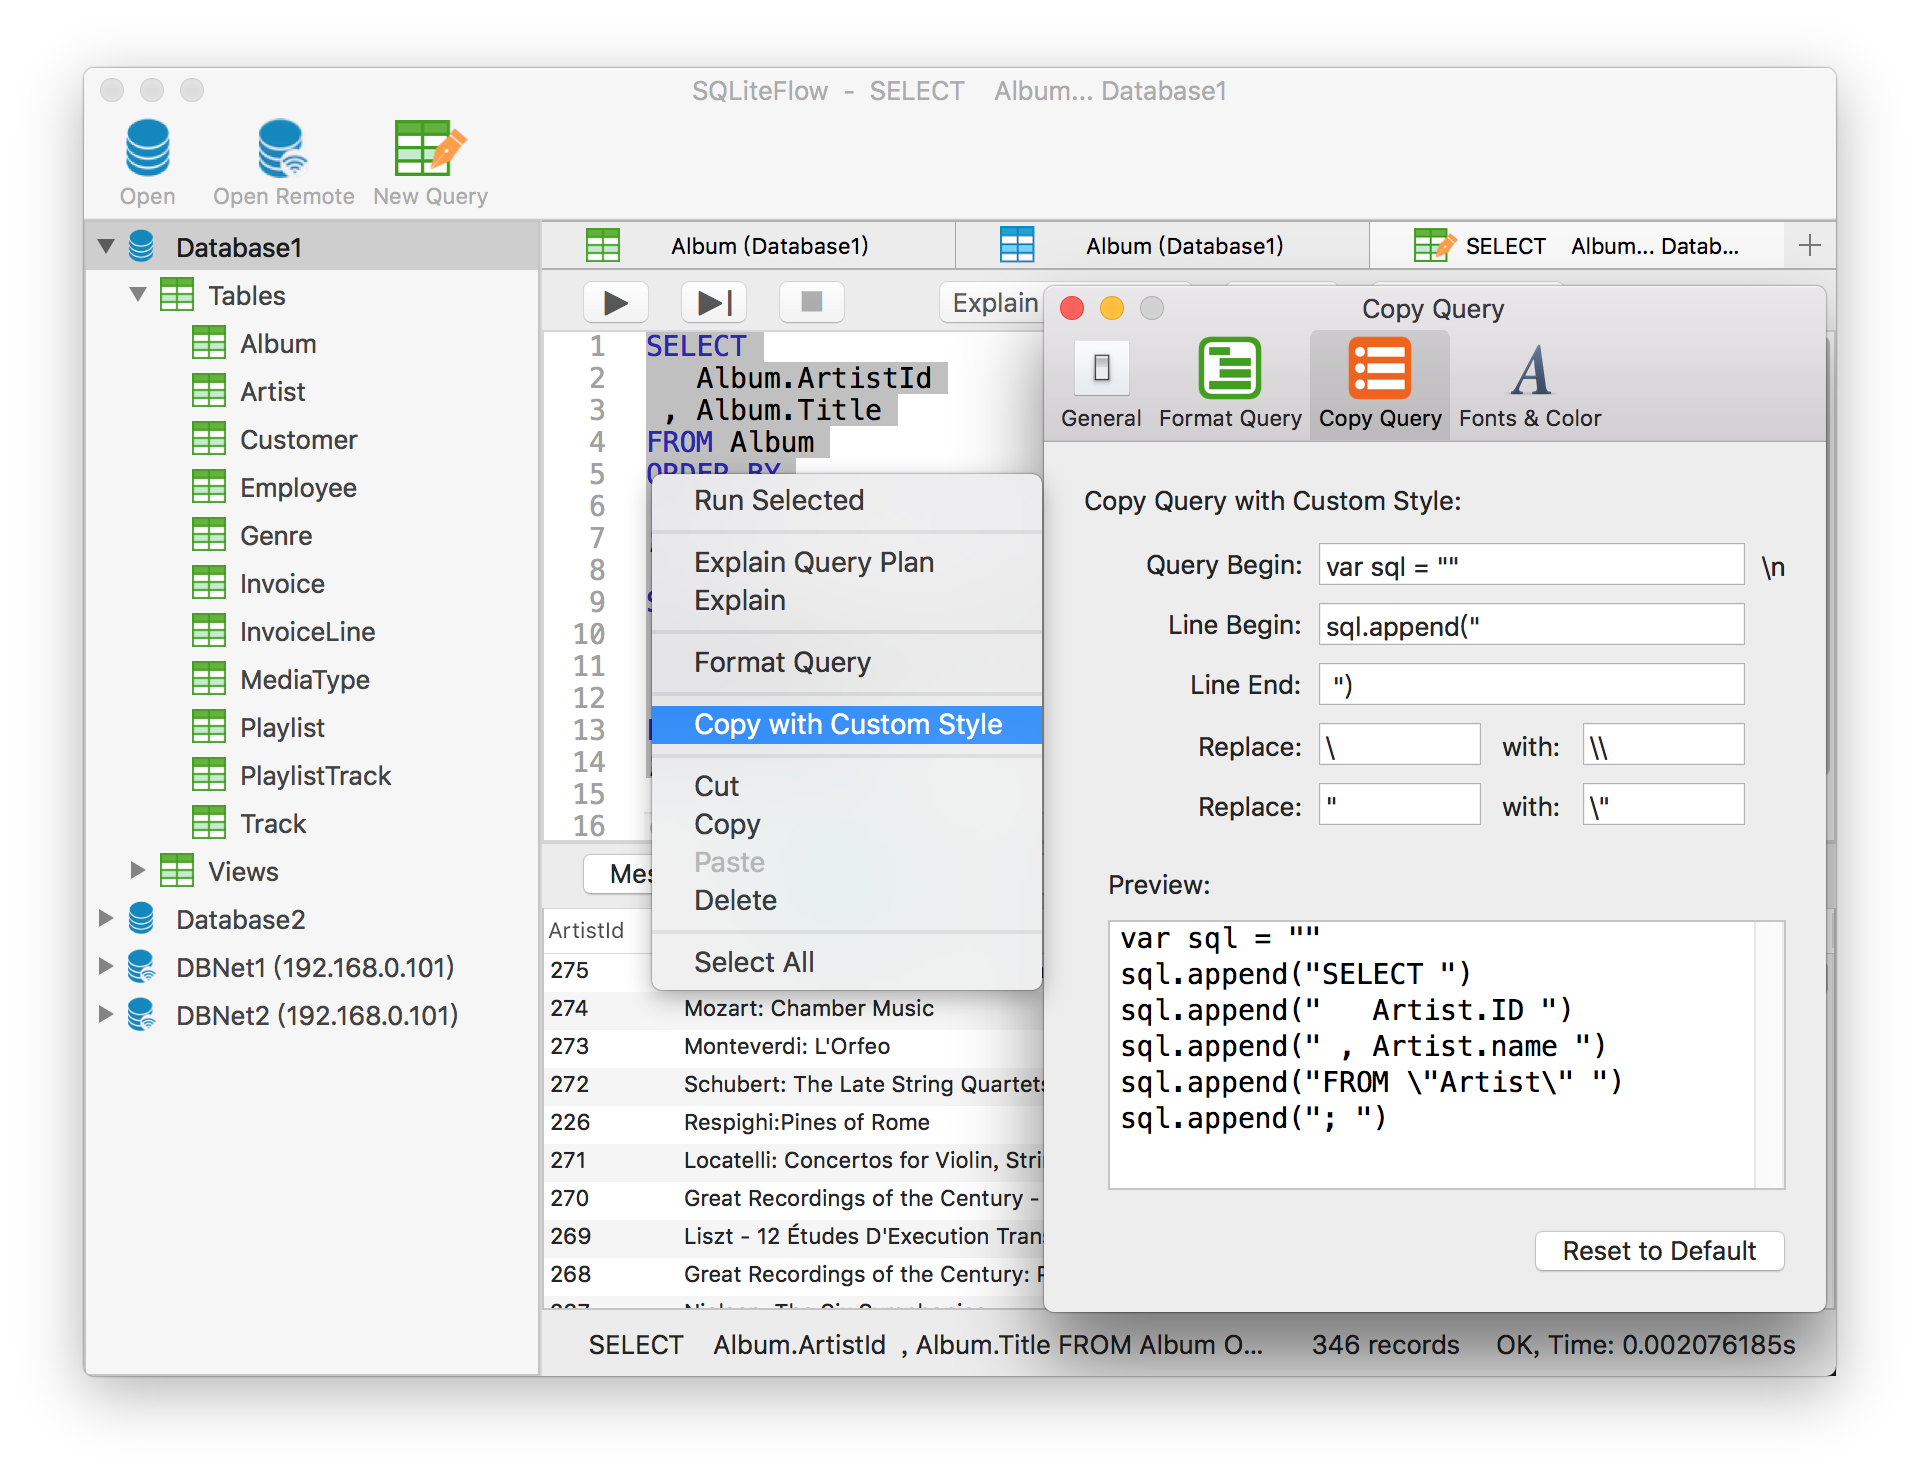 SQLiteFlow - SELECT Album... Database1
Open
Open Remote
New Query
Database1
Tables
Album
Artist
Customer
Employee
Genre
Invoice
InvoiceLine
MediaType
Playlist
PlaylistTrack
Track
Views
Database2
DBNet1 (192.168.0.101)
DBNet2 (192.168.0.101)
Album (Database1)
Album (Database1)
SELECT Album... Datab...
Explain
1 SELECT
2 Album.ArtistId
3 , Album.Title
4 FROM Album
5 ORDER BY
6
7
8
9
10
11
12
13
14
15
16
Run Selected
Explain Query Plan
Explain
Format Query
Copy with Custom Style
Cut
Copy
Paste
Delete
Select All
ArtistId
275
274 Mozart: Chamber Music
273 Monteverdi: L'Orfeo
272 Schubert: The Late String Quartets
226 Respighi:Pines of Rome
271 Locatelli: Concertos for Violin,
270 Great Recordings of the Century -
269 Liszt - 12 Études D'Execution
268 Great Recordings of the Century:
SELECT Album.ArtistId , Album.Title FROM Album O...
346 records
OK, Time: 0.002076185s
Copy Query
General
Format Query
Copy Query
Fonts & Color
Copy Query with Custom Style:
Query Begin: var sql = "" \n
Line Begin: sql.append("
Line End: ")
Replace: \ with: \\
Replace: " with: \"
Preview:
var sql = ""
sql.append("SELECT ")
sql.append("   Artist.ID ")
sql.append(" , Artist.name ")
sql.append("FROM \"Artist\" ")
sql.append("; ")
Reset to Default